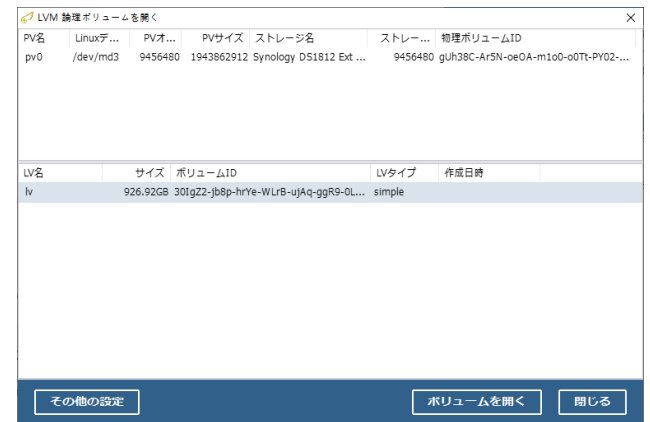 LVM 論理ボリュームを開く
PV名 Linuxデ... PVオ... PVサイズ ストレージ名 ストレー... 物理ボリュームID
pv0 /dev/md3 9456480 1943862912 Synology DS1812 Ext ... 9456480 gUh38C-Ar5N-oeOA-m1o0-o0Tt-PY02-...
LV名 サイズ ボリュームID LVタイプ 作成日時
lv 926.92GB 30IgZ2-jb8p-hrYe-WLrB-ujAq-ggR9-0L... simple
その他の設定 ボリュームを開く 閉じる